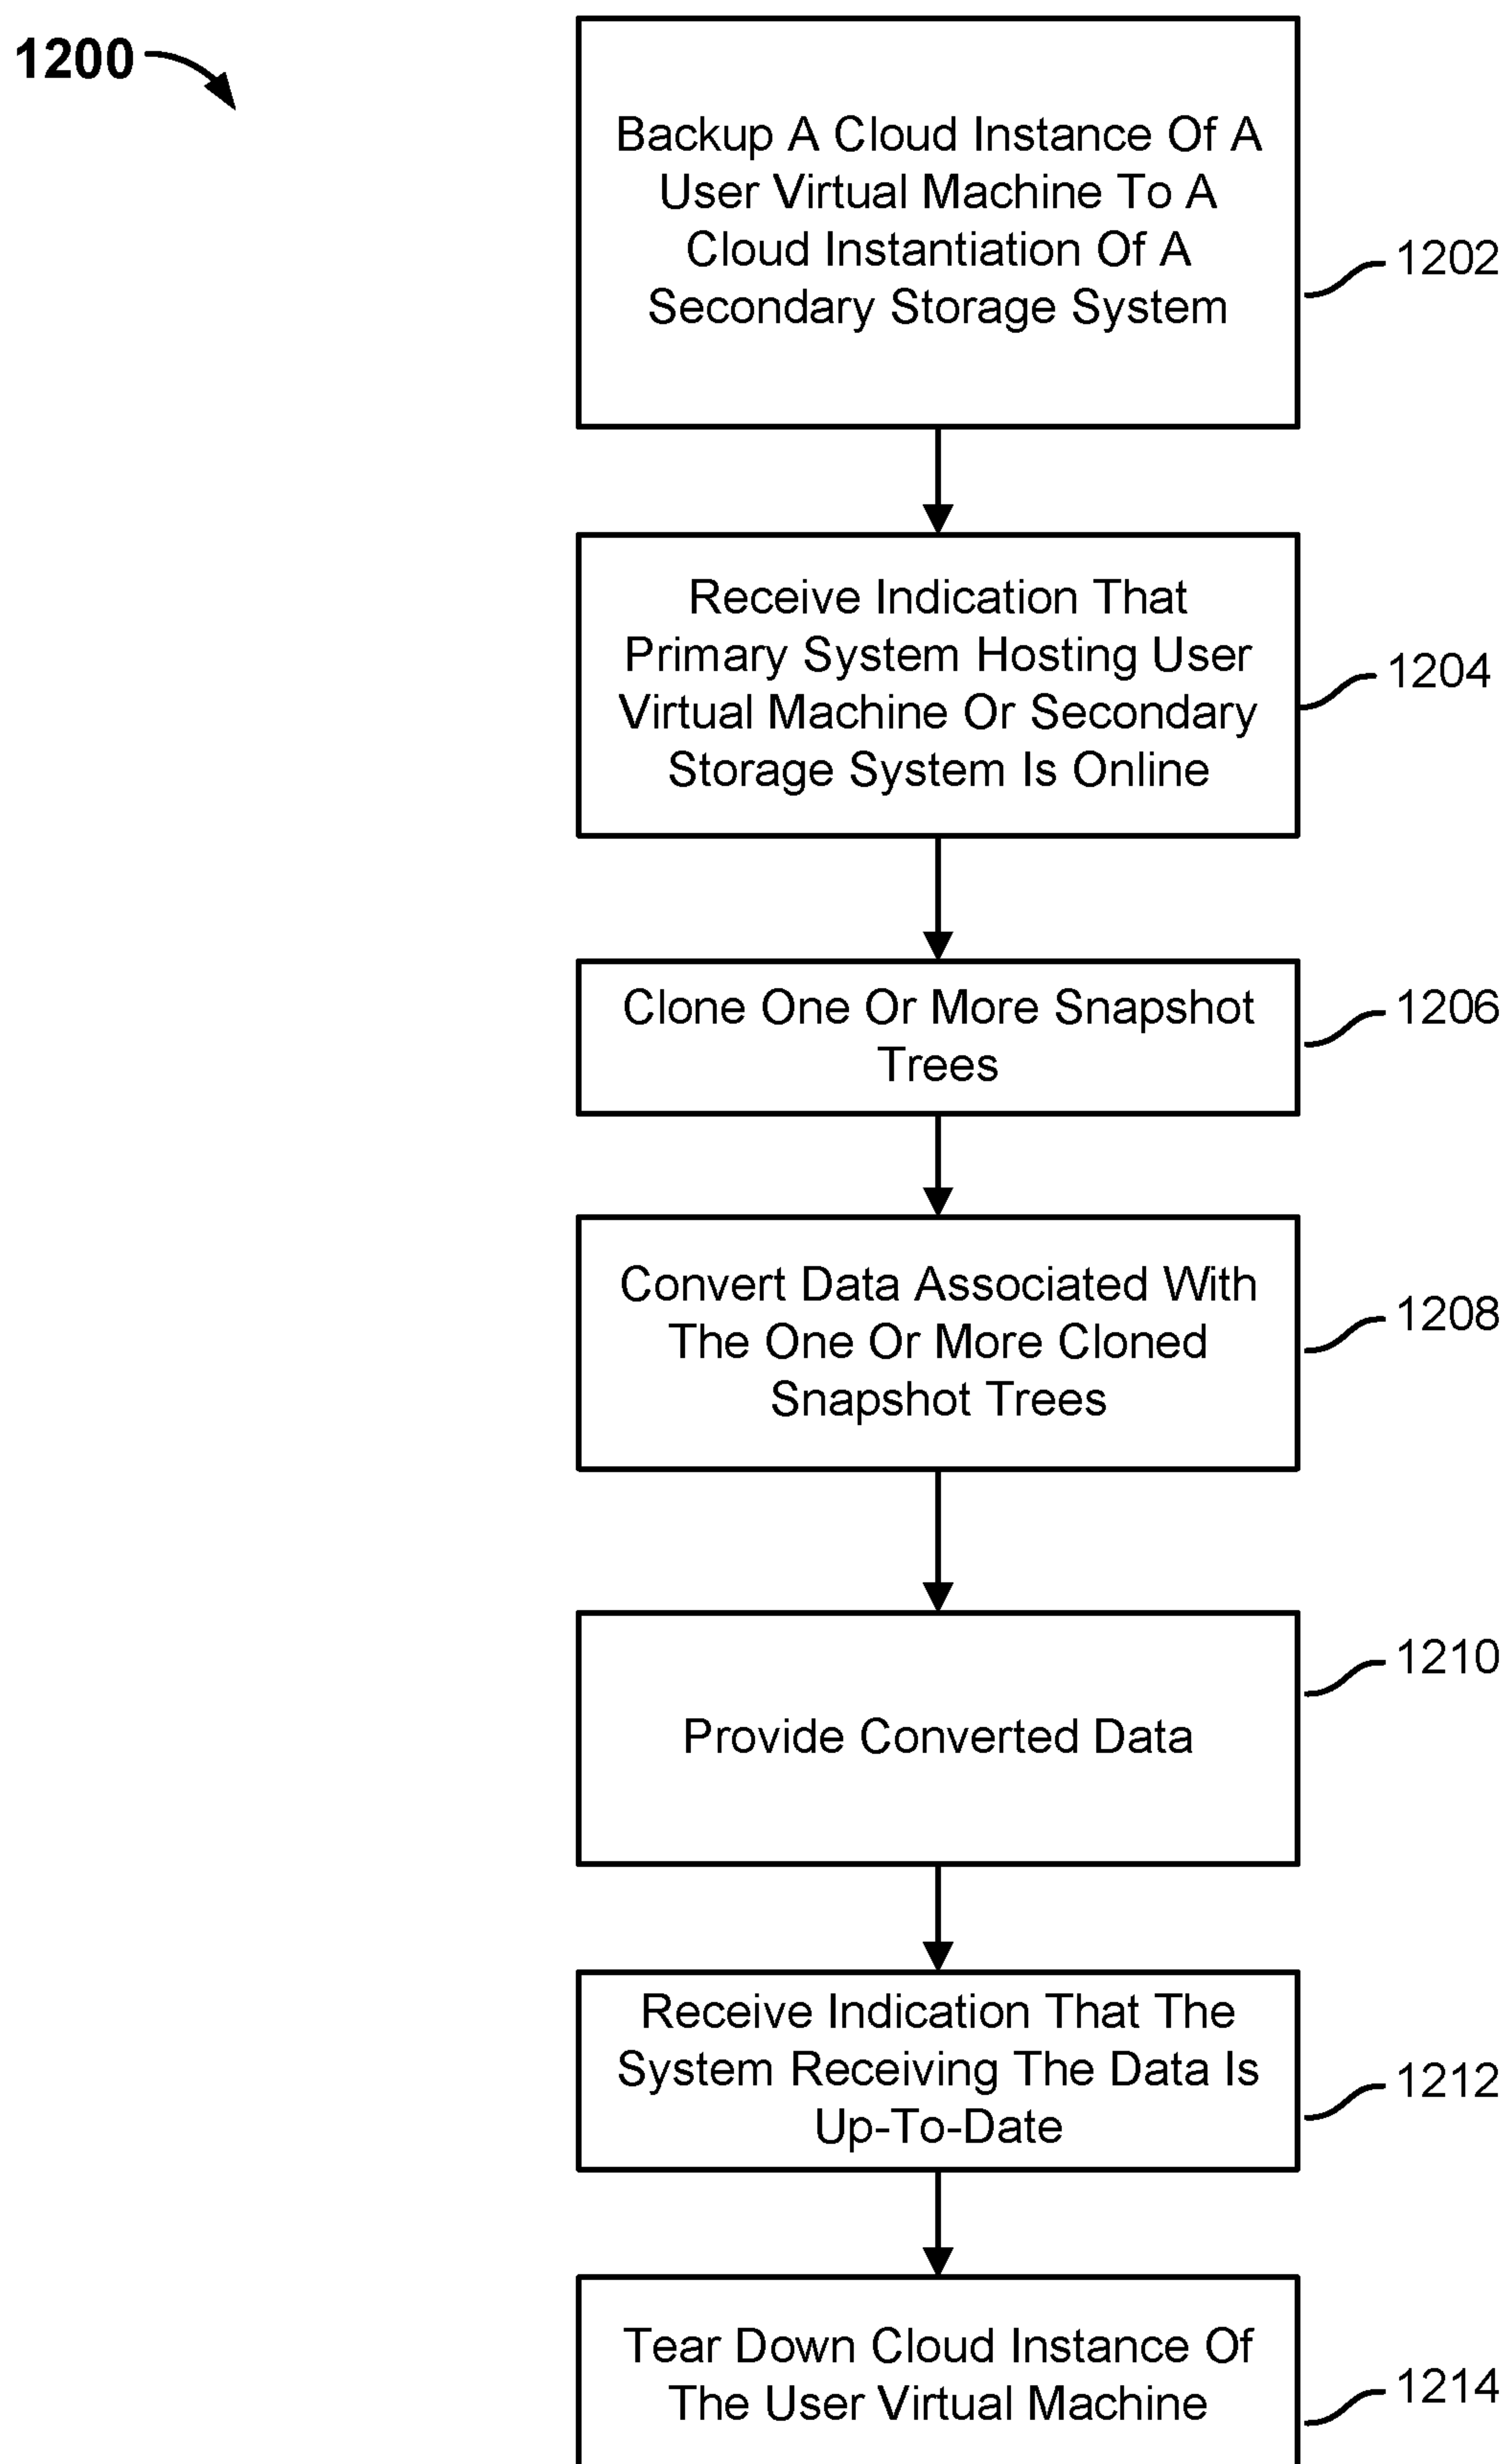 1200
Backup A Cloud Instance Of A
User Virtual Machine To A
Cloud Instantiation Of A
Secondary Storage System
1202
Receive Indication That
Primary System Hosting User
Virtual Machine Or Secondary
Storage System Is Online
1204
Clone One Or More Snapshot
Trees
1206
Convert Data Associated With
The One Or More Cloned
Snapshot Trees
1208
Provide Converted Data
1210
Receive Indication That The
System Receiving The Data Is
Up-To-Date
1212
Tear Down Cloud Instance Of
The User Virtual Machine
1214